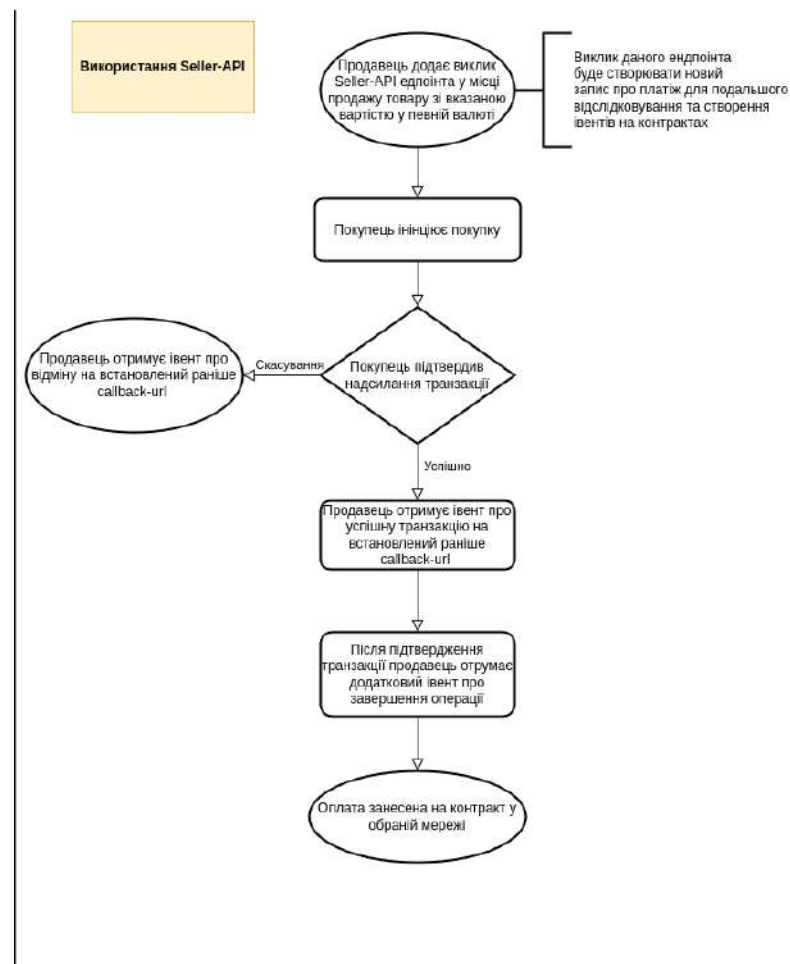 Використання Seller-API
Продавець додає виклик
Seller-API едпоінта у місці
продажу товару зі вказаною
вартістю у певній валюті
Виклик даного ендпоінта
буде створювати новий
запис про платіж для подальшого
відслідковування та створення
івентів на контрактах
Покупець інінціює покупку
Покупець підтвердив
надсилання транзакції
Скасування
Продавець отримує івент про
відміну на встановлений раніше
callback-url
Успішно
Продавець отримує івент про
успішну транзакцію на
встановлений раніше
callback-url
Після підтвердження
транзакції продавець отрумає
додатковий івент про
завершення операції
Оплата занесена на контракт у
обраній мережі